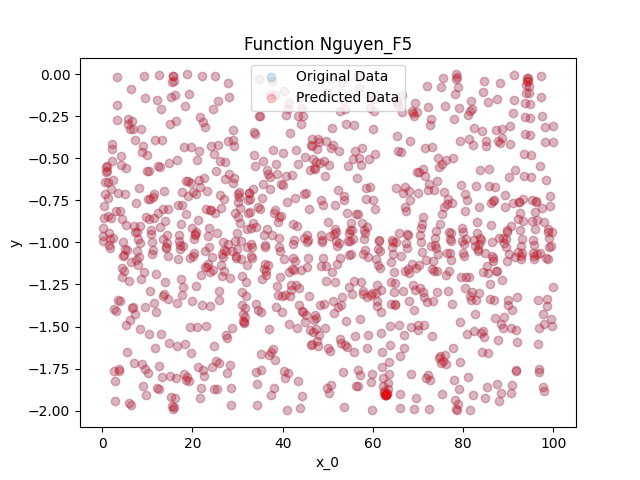 Function Nguyen_F5
Original Data
Predicted Data
0.00
−0.25
−0.50
−0.75
−1.00
−1.25
−1.50
−1.75
−2.00
y
0 20 40 60 80 100
x_0